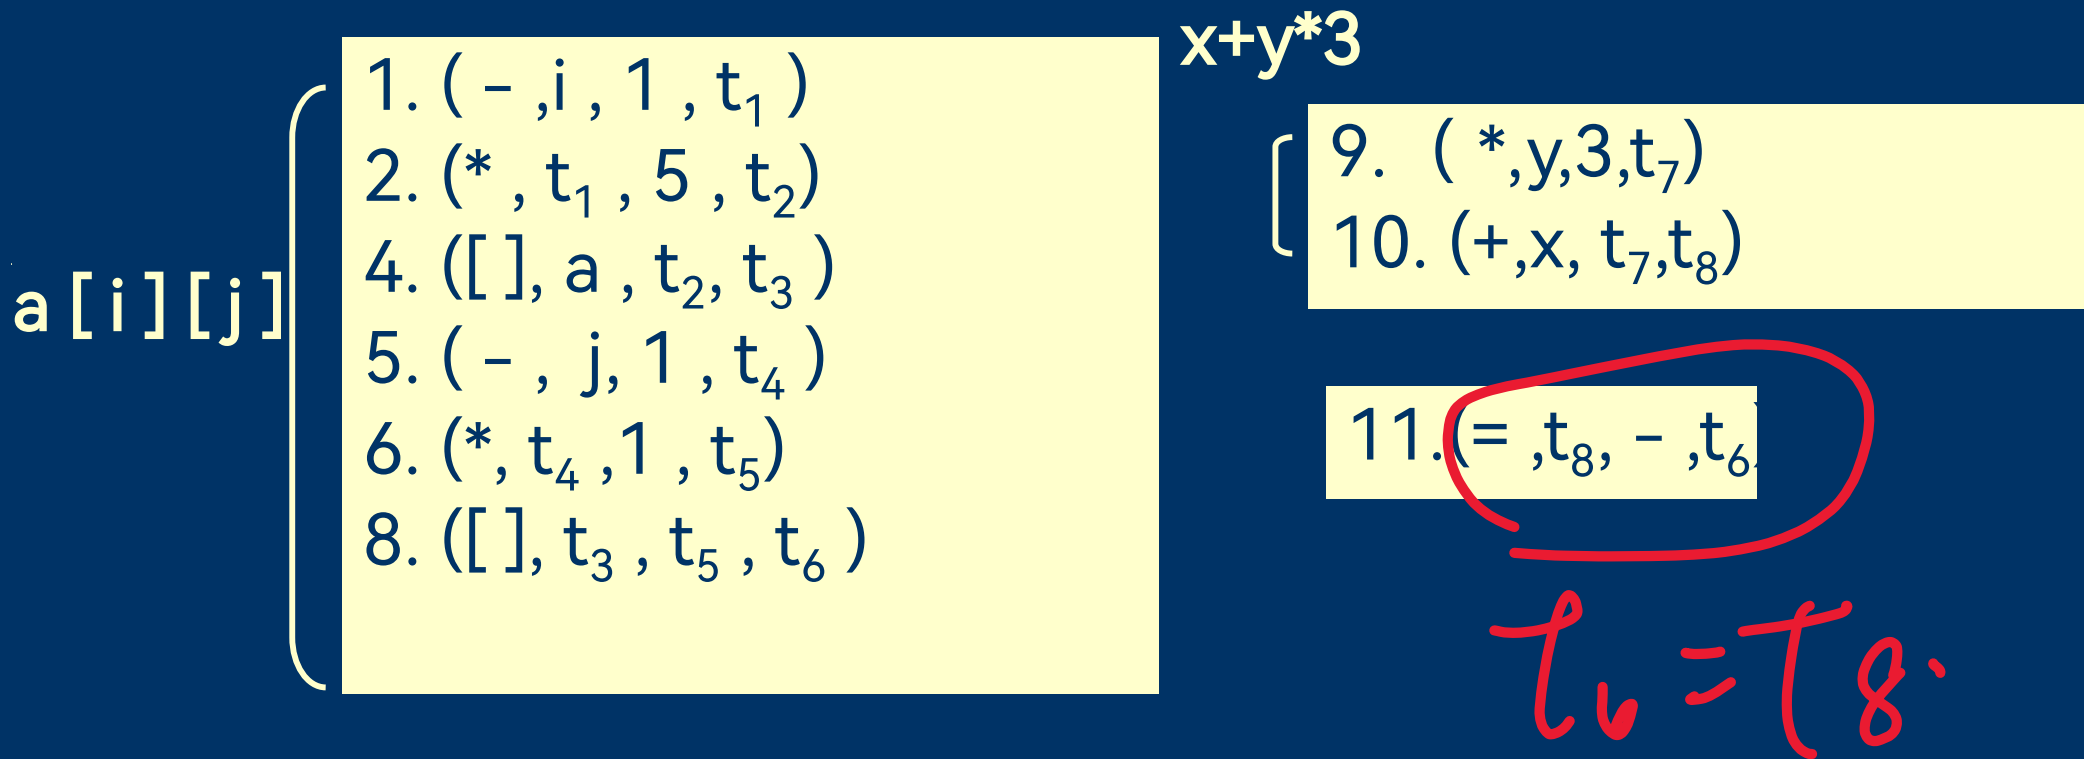 a [ i ] [ j ]
1. ( - ,i , 1 , t₁ )
2. (* , t₁ , 5 , t₂)
4. ([ ], a , t₂, t₃ )
5. ( - , j, 1 , t₄ )
6. (*, t₄ ,1 , t₅)
8. ([ ], t₃ , t₅ , t₆ )
x+y*3
9. ( *,y,3,t₇)
10. (+,x, t₇,t₈)
11.(= ,t₈, - ,t₆)
t₆ = T8.